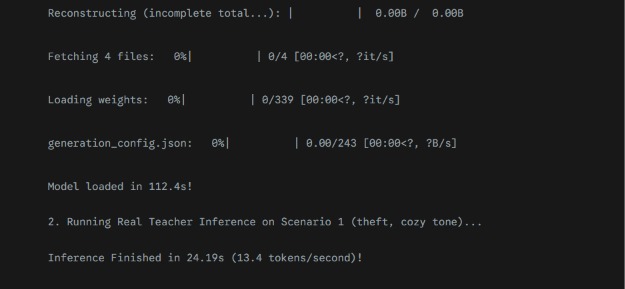 Reconstructing (incomplete total...): |          |  0.00B /  0.00B
Fetching 4 files:   0%|          | 0/4 [00:00<?, ?it/s]
Loading weights:   0%|          | 0/339 [00:00<?, ?it/s]
generation_config.json:   0%|          | 0.00/243 [00:00<?, ?B/s]
Model loaded in 112.4s!
2. Running Real Teacher Inference on Scenario 1 (theft, cozy tone)...
Inference Finished in 24.19s (13.4 tokens/second)!